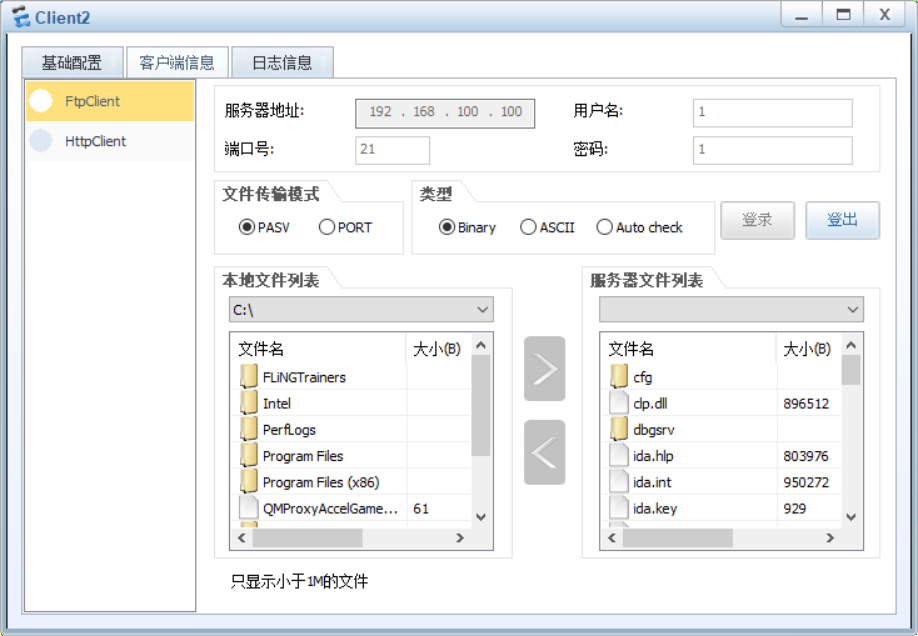 Client2
基础配置 客户端信息 日志信息
FtpClient
HttpClient
服务器地址: 192 . 168 . 100 . 100 用户名: 1
端口号: 21 密码: 1
文件传输模式 类型
PASV PORT Binary ASCII Auto check 登录 登出
本地文件列表 服务器文件列表
C:\
文件名 大小(B) 文件名 大小(B)
FLiNGTrainers cfg
Intel clp.dll 896512
PerfLogs dbgsrv
Program Files ida.hlp 803976
Program Files (x86) ida.int 950272
QMProxyAccelGame... 61 ida.key 929
只显示小于1M的文件